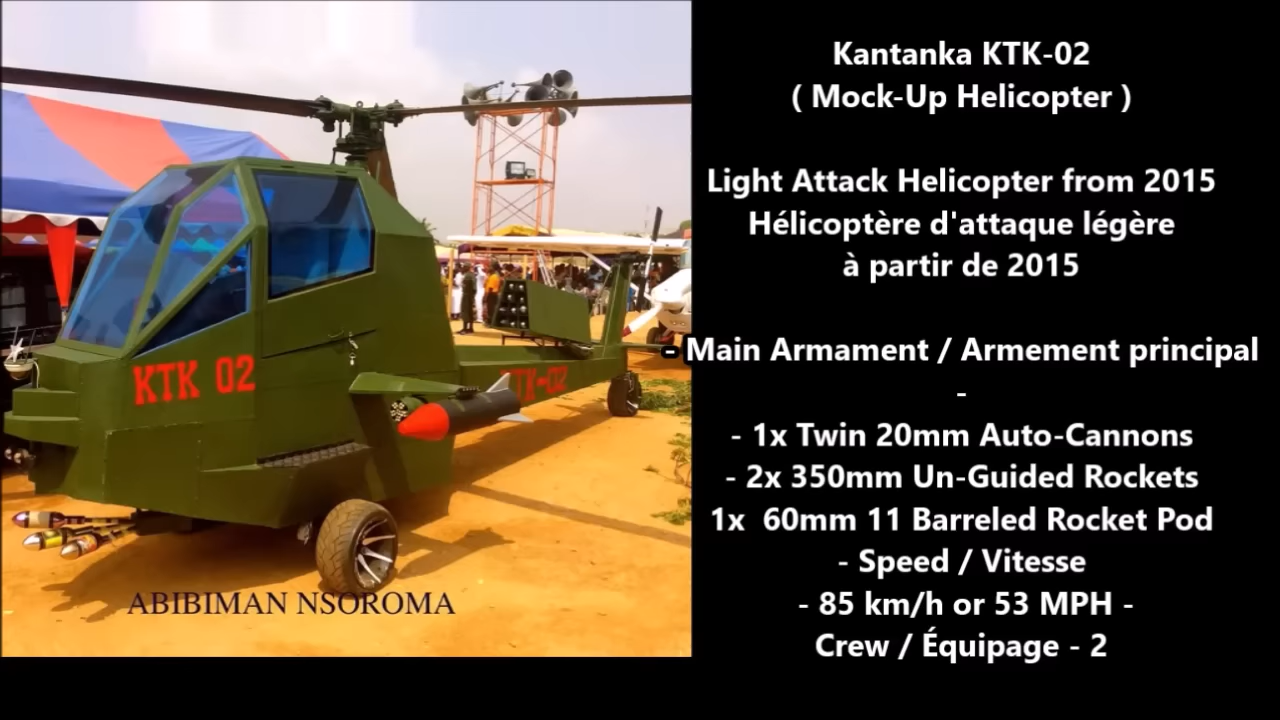 KTK 02
KTK-02
ABIBIMAN NSOROMA
Kantanka KTK-02
( Mock-Up Helicopter )
Light Attack Helicopter from 2015
Hélicoptère d'attaque légère
à partir de 2015
- Main Armament / Armement principal
-
- 1x Twin 20mm Auto-Cannons
- 2x 350mm Un-Guided Rockets
1x  60mm 11 Barreled Rocket Pod
- Speed / Vitesse
- 85 km/h or 53 MPH -
Crew / Équipage - 2